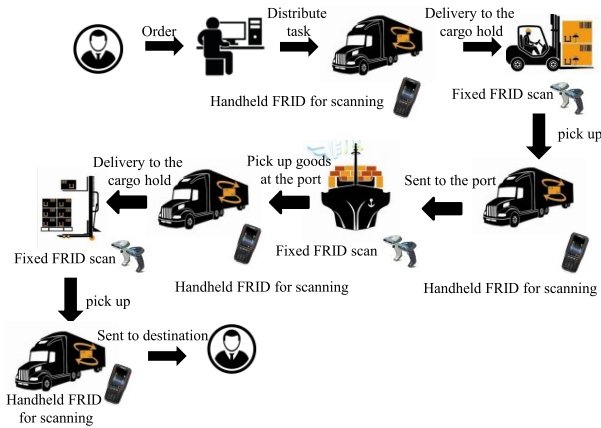 Order
Distribute
task
Delivery to the
cargo hold
Handheld FRID for scanning
Fixed FRID scan
pick up
Delivery to the
cargo hold
Pick up goods
at the port
Sent to the port
Fixed FRID scan
Fixed FRID scan
Handheld FRID for scanning
Handheld FRID for scanning
pick up
Sent to destination
Handheld FRID
for scanning